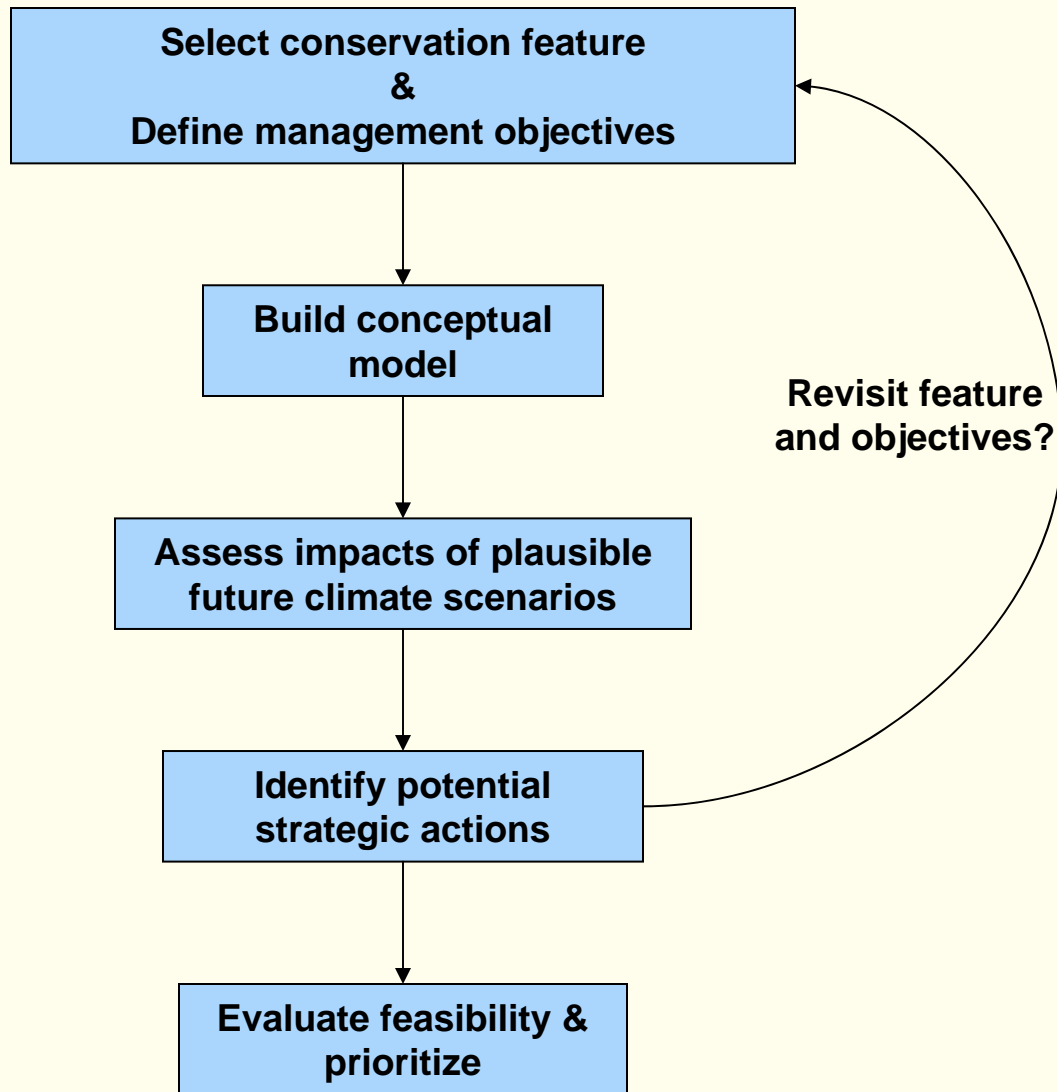 Select conservation feature
&
Define management objectives
Build conceptual
model
Revisit feature
and objectives?
Assess impacts of plausible
future climate scenarios
Identify potential
strategic actions
Evaluate feasibility &
prioritize